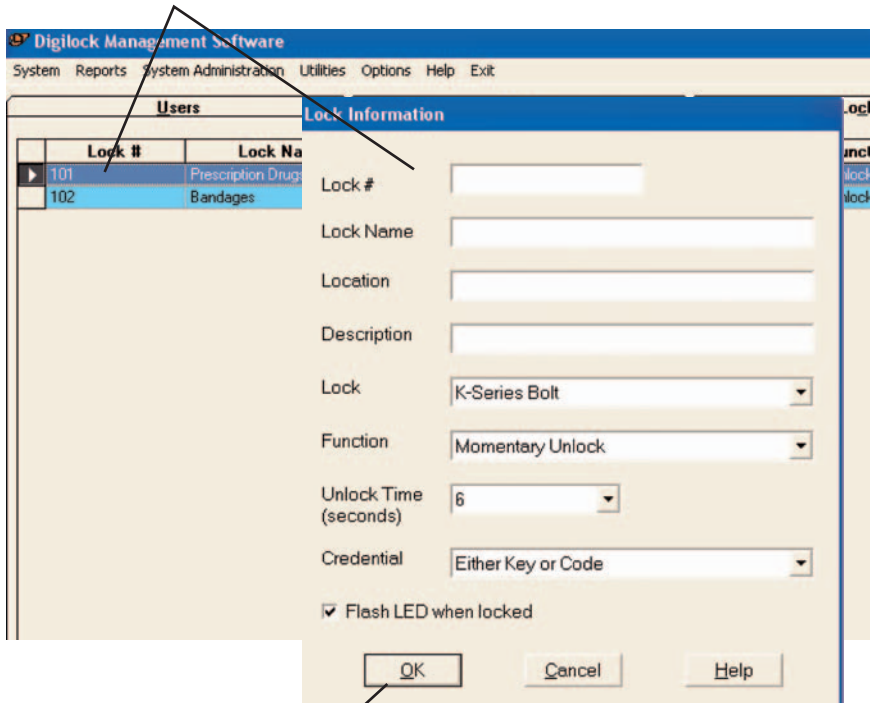 Digilock Management Software
System Reports System Administration Utilities Options Help Exit
Users
Lock #
101 Prescription Drugs
102 Bandages
Lock Information
Lock #
Lock Name
Location
Description
Lock K-Series Bolt
Function Momentary Unlock
Unlock Time 6
(seconds)
Credential Either Key or Code
Flash LED when locked
OK Cancel Help